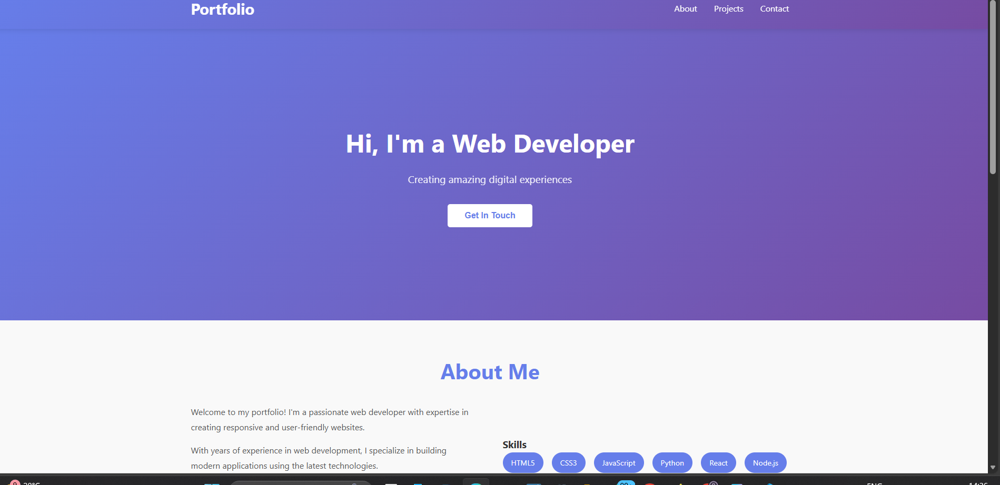 Portfolio
About Projects Contact
Hi, I'm a Web Developer
Creating amazing digital experiences
Get In Touch
About Me
Welcome to my portfolio! I'm a passionate web developer with expertise in
creating responsive and user-friendly websites.
With years of experience in web development, I specialize in building
modern applications using the latest technologies.
Skills
HTML5 CSS3 JavaScript Python React Node.js